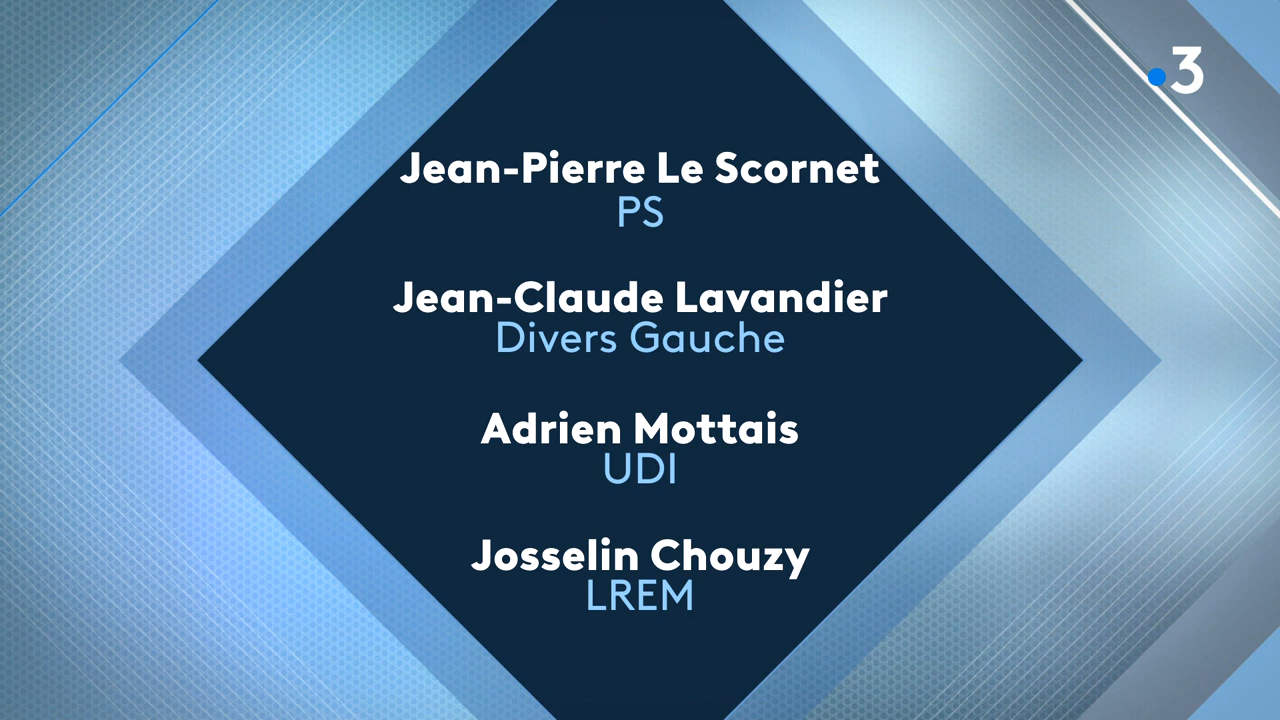 3
Jean-Pierre Le Scornet
PS
Jean-Claude Lavandier
Divers Gauche
Adrien Mottais
UDI
Josselin Chouzy
LREM